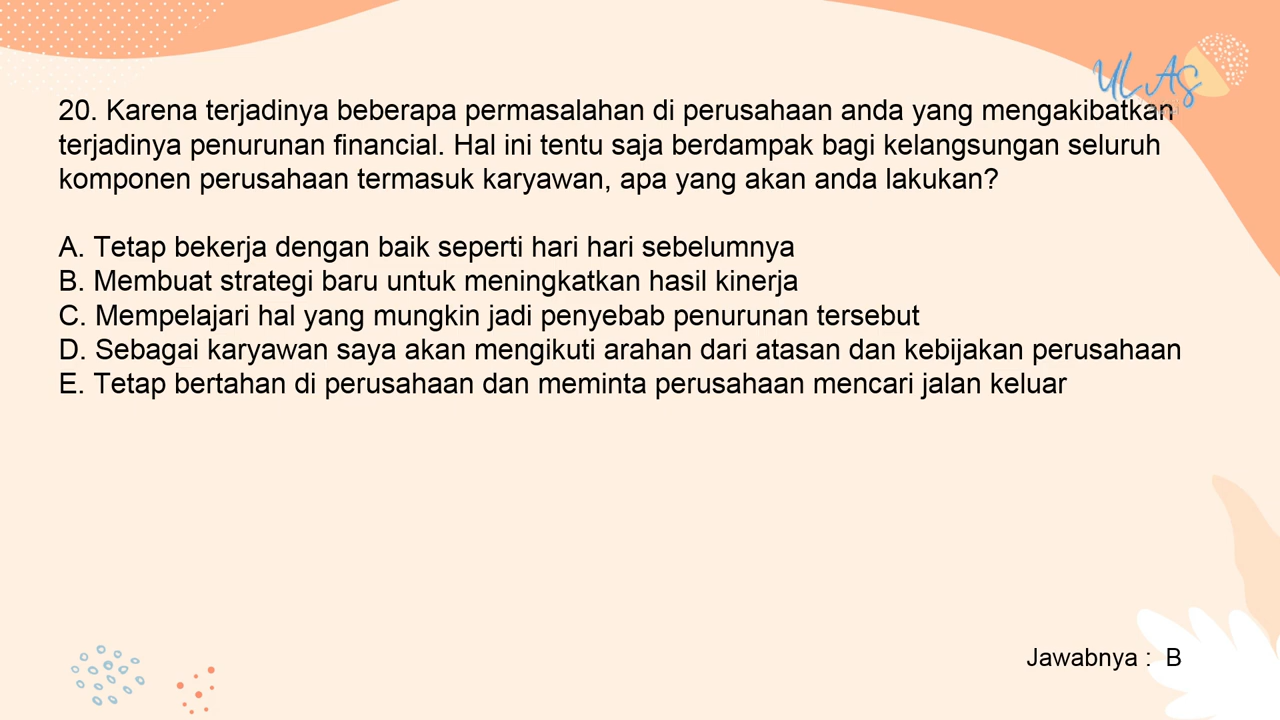 ULAS
20. Karena terjadinya beberapa permasalahan di perusahaan anda yang mengakibatkan
terjadinya penurunan financial. Hal ini tentu saja berdampak bagi kelangsungan seluruh
komponen perusahaan termasuk karyawan, apa yang akan anda lakukan?
A. Tetap bekerja dengan baik seperti hari hari sebelumnya
B. Membuat strategi baru untuk meningkatkan hasil kinerja
C. Mempelajari hal yang mungkin jadi penyebab penurunan tersebut
D. Sebagai karyawan saya akan mengikuti arahan dari atasan dan kebijakan perusahaan
E. Tetap bertahan di perusahaan dan meminta perusahaan mencari jalan keluar
Jawabnya : B